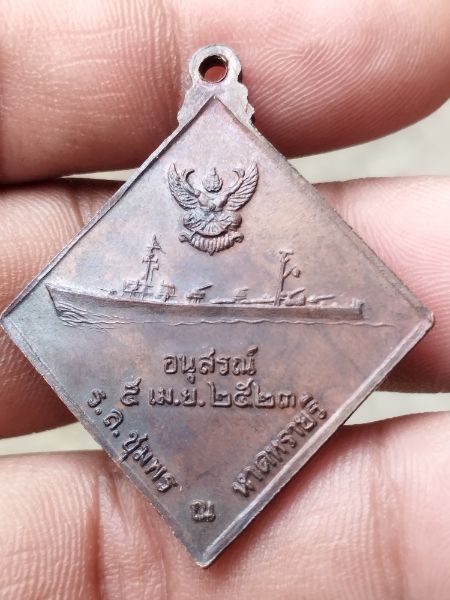 อนุสรณ์
๕ เม.ย. ๒๕๒๓
ร.ล. ชุมพร ณ หาดทรายรี